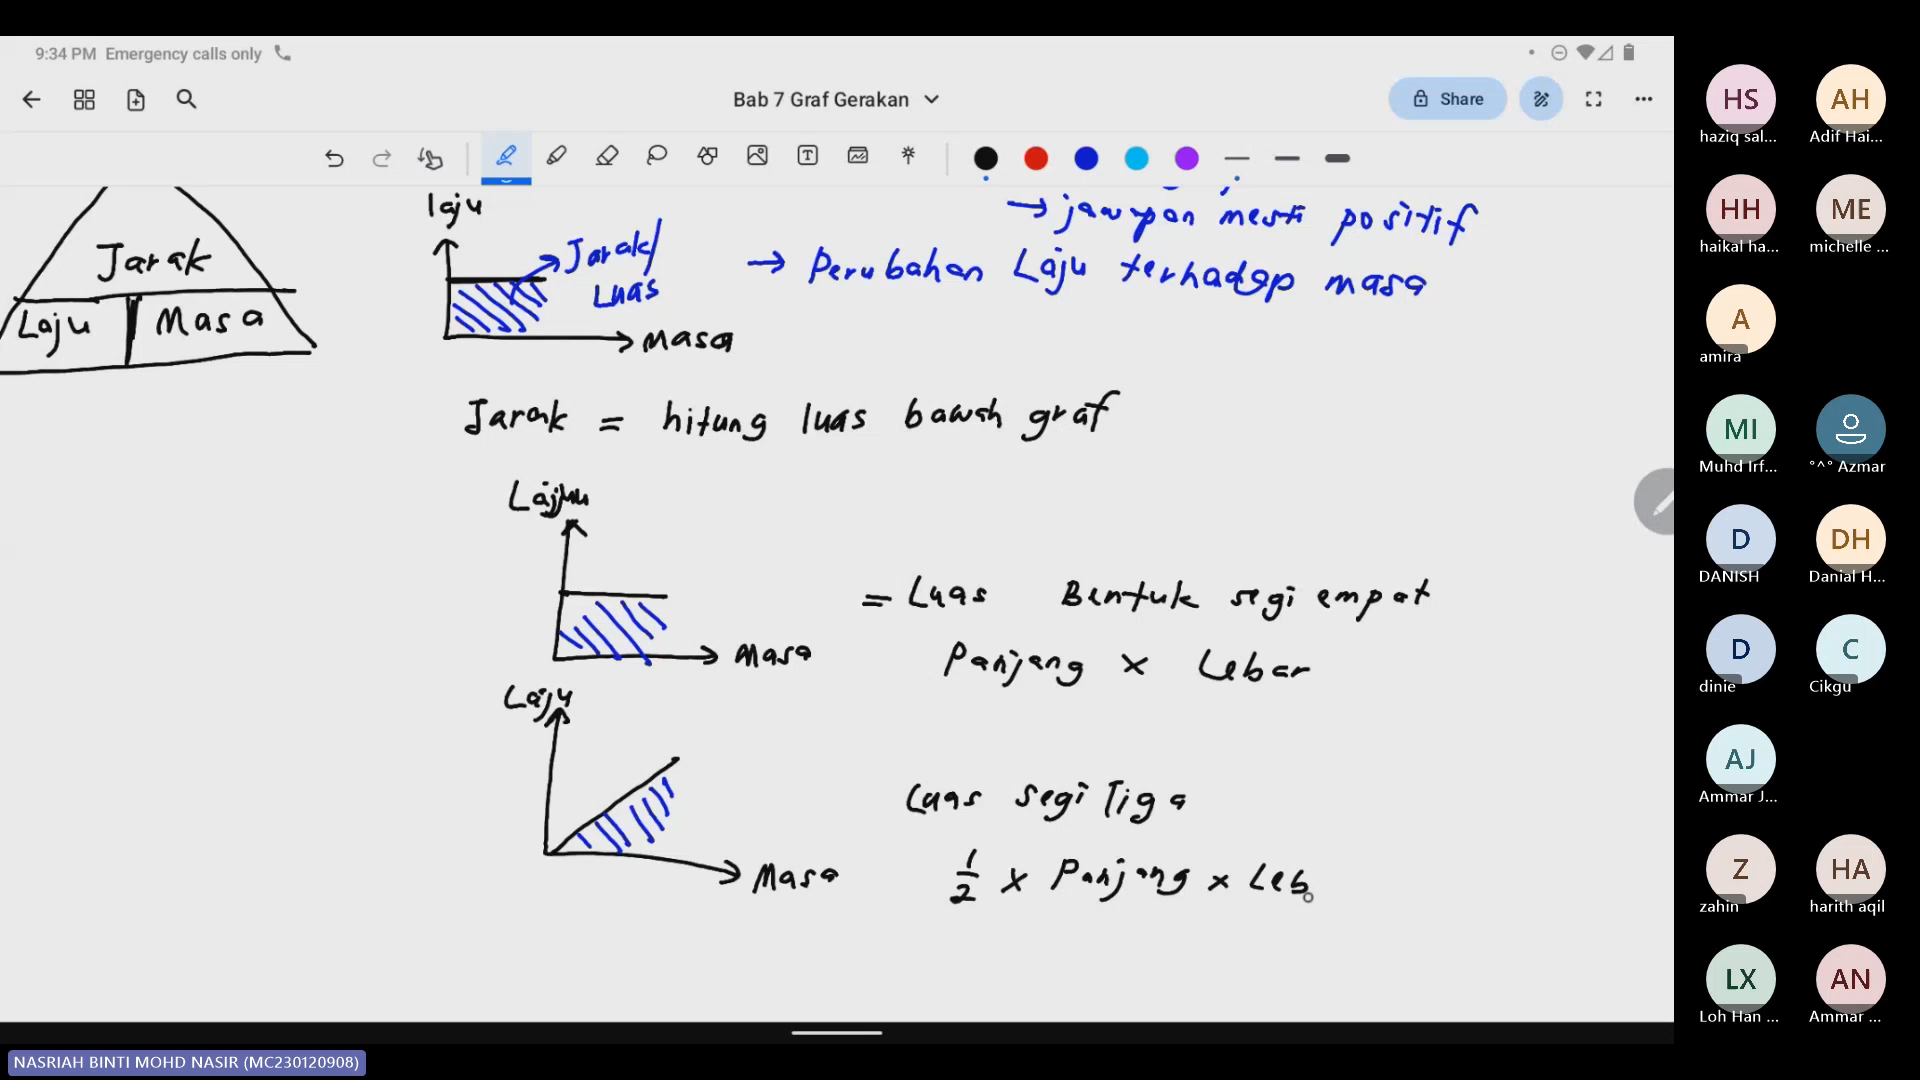 9:34 PM Emergency calls only
Bab 7 Graf Gerakan
Share
Jarak
Laju Masa
laju
Jarak/
Luas
Masa
→ jawapan mesti positif
→ Perubahan Laju terhadap masa
Jarak = hitung luas bawah graf
Laju
Masa
= Luas Bentuk segi empat
Panjang × Lebar
Laju
Masa
Luas segi Tiga
1/2 × Panjang × Leb
HS
haziq sal...
AH
Adif Hai...
HH
haikal ha...
ME
michelle ...
A
amira
MI
Muhd Irf...
°^° Azmar
D
DANISH
DH
Danial H...
D
dinie
C
Cikgu
AJ
Ammar J...
Z
zahin
HA
harith aqil
LX
Loh Han ...
AN
Ammar ...
NASRIAH BINTI MOHD NASIR (MC230120908)